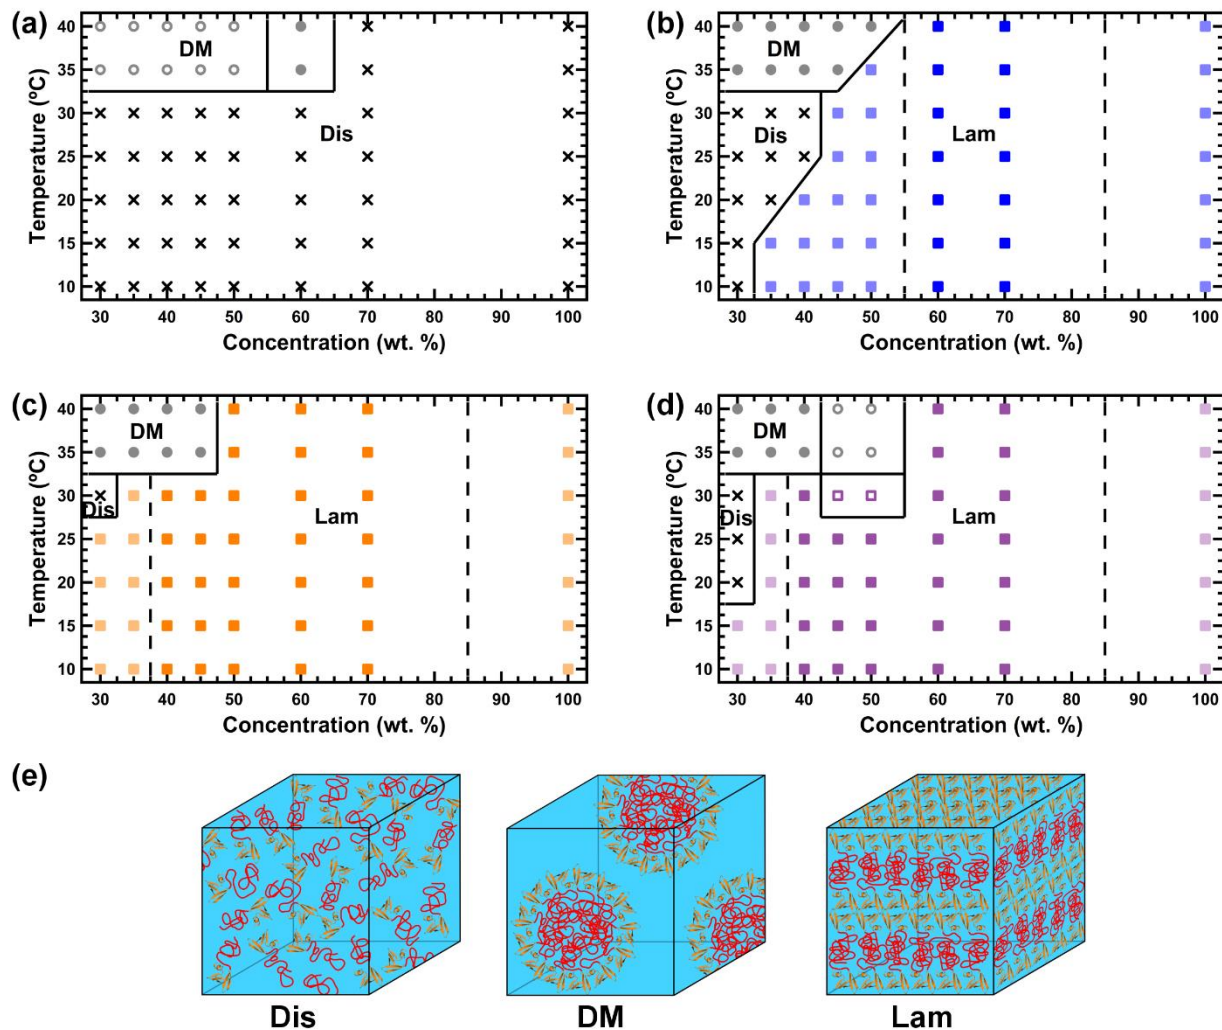 (a)
40
35
30
25
20
15
10
Temperature (ºC)
DM
Dis
30 40 50 60 70 80 90 100
Concentration (wt. %)
(b)
40
35
30
25
20
15
10
Temperature (ºC)
DM
Dis
Lam
30 40 50 60 70 80 90 100
Concentration (wt. %)
(c)
40
35
30
25
20
15
10
Temperature (ºC)
DM
Dis
Lam
30 40 50 60 70 80 90 100
Concentration (wt. %)
(d)
40
35
30
25
20
15
10
Temperature (ºC)
DM
Dis
Lam
30 40 50 60 70 80 90 100
Concentration (wt. %)
(e)
Dis DM Lam